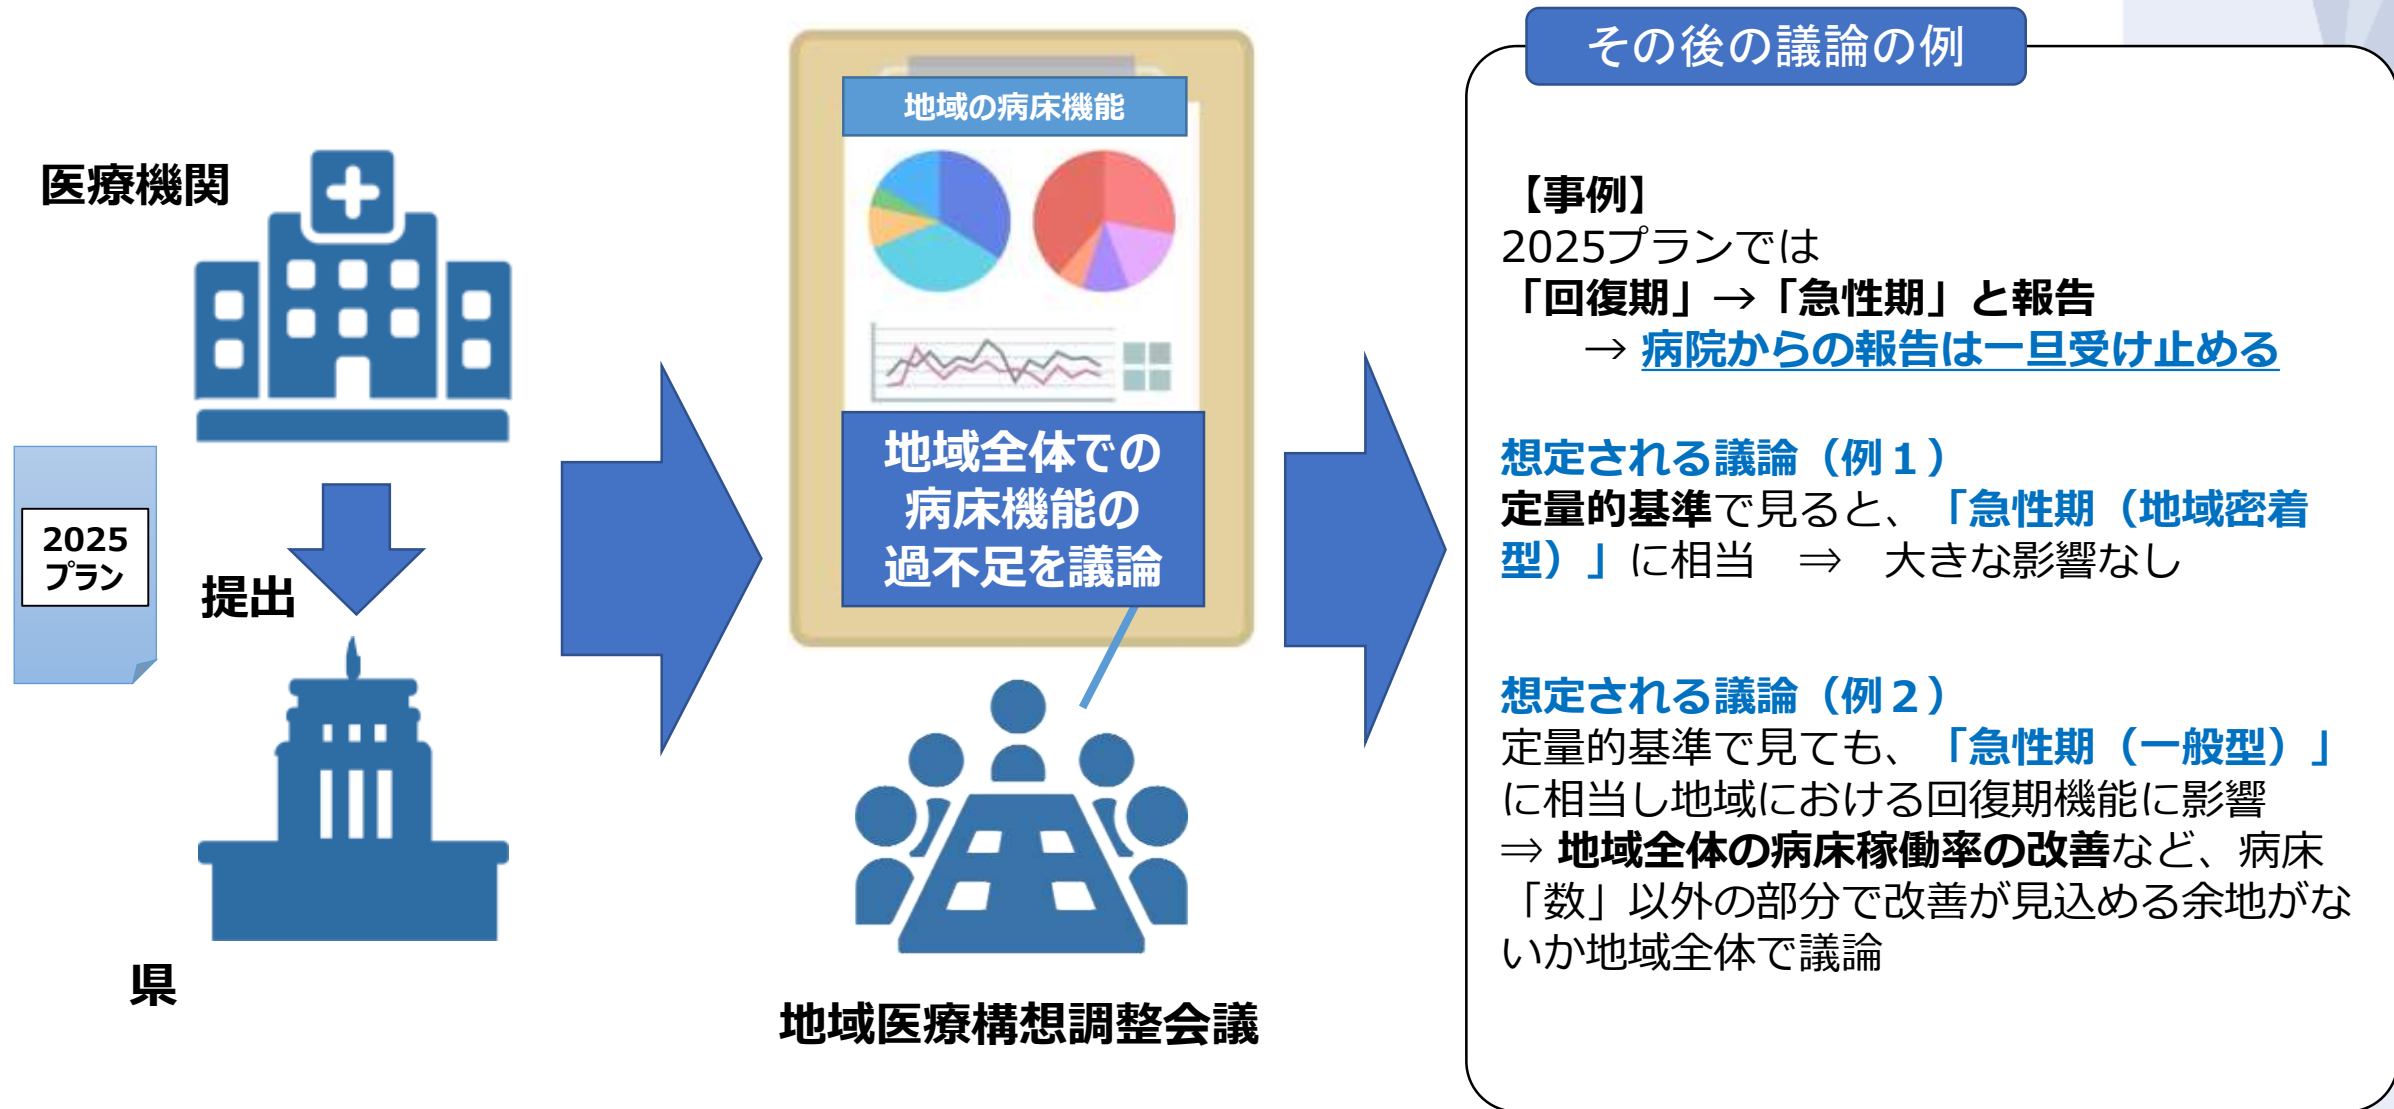 医療機関
2025
プラン
提出
県
地域の病床機能
地域全体での
病床機能の
過不足を議論
地域医療構想調整会議
その後の議論の例
【事例】
2025プランでは
「回復期」→「急性期」と報告
→ 病院からの報告は一旦受け止める
想定される議論（例１）
定量的基準で見ると、「急性期（地域密着
型）」に相当　⇒　大きな影響なし
想定される議論（例２）
定量的基準で見ても、「急性期（一般型）」
に相当し地域における回復期機能に影響
⇒ 地域全体の病床稼働率の改善など、病床
「数」以外の部分で改善が見込める余地がな
いか地域全体で議論